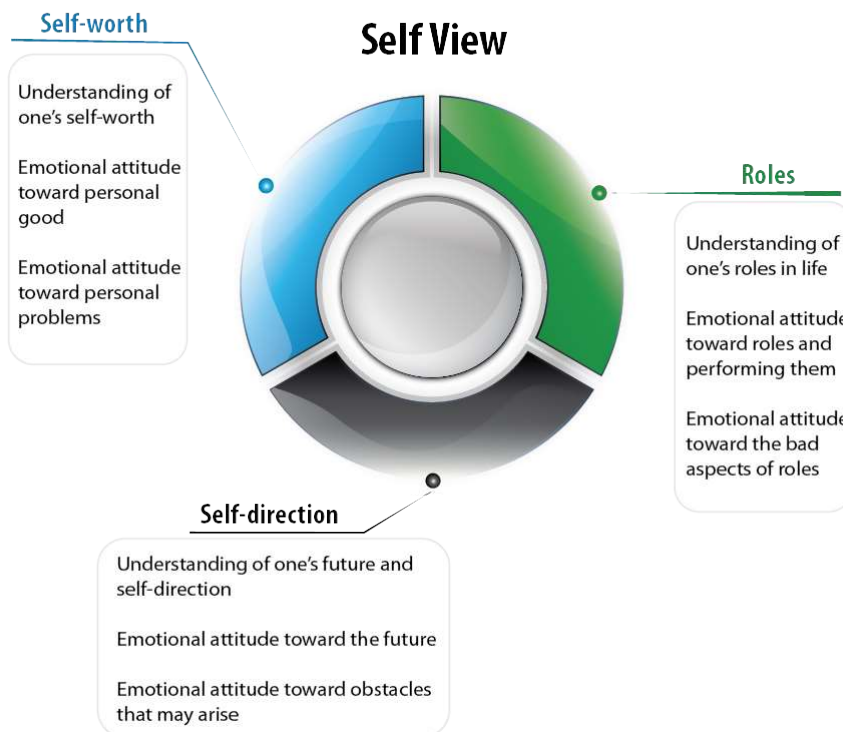 Self View
Self-worth
Understanding of
one's self-worth
Emotional attitude
toward personal
good
Emotional attitude
toward personal
problems
Roles
Understanding of
one's roles in life
Emotional attitude
toward roles and
performing them
Emotional attitude
toward the bad
aspects of roles
Self-direction
Understanding of one's future and
self-direction
Emotional attitude toward the future
Emotional attitude toward obstacles
that may arise